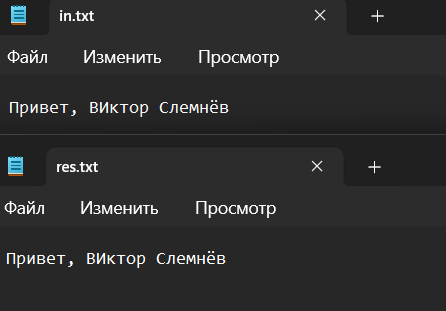 in.txt
Файл Изменить Просмотр
Привет, ВИктор Слемнёв
res.txt
Файл Изменить Просмотр
Привет, ВИктор Слемнёв